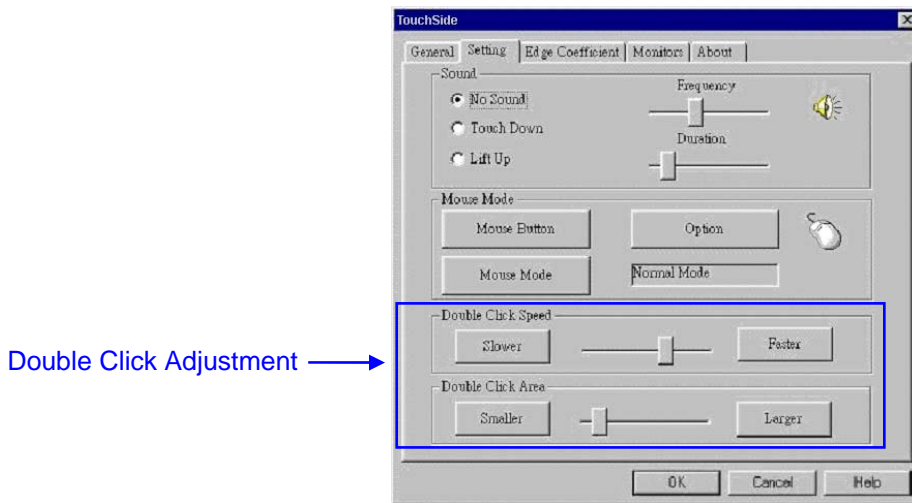 TouchSide
General Setting Edge Coefficient Monitors About
Sound
No Sound
Touch Down
Lift Up
Frequency
Duration
Mouse Mode
Mouse Button Option
Mouse Mode Normal Mode
Double Click Adjustment
Double Click Speed
Slower Faster
Double Click Area
Smaller Larger
OK Cancel Help